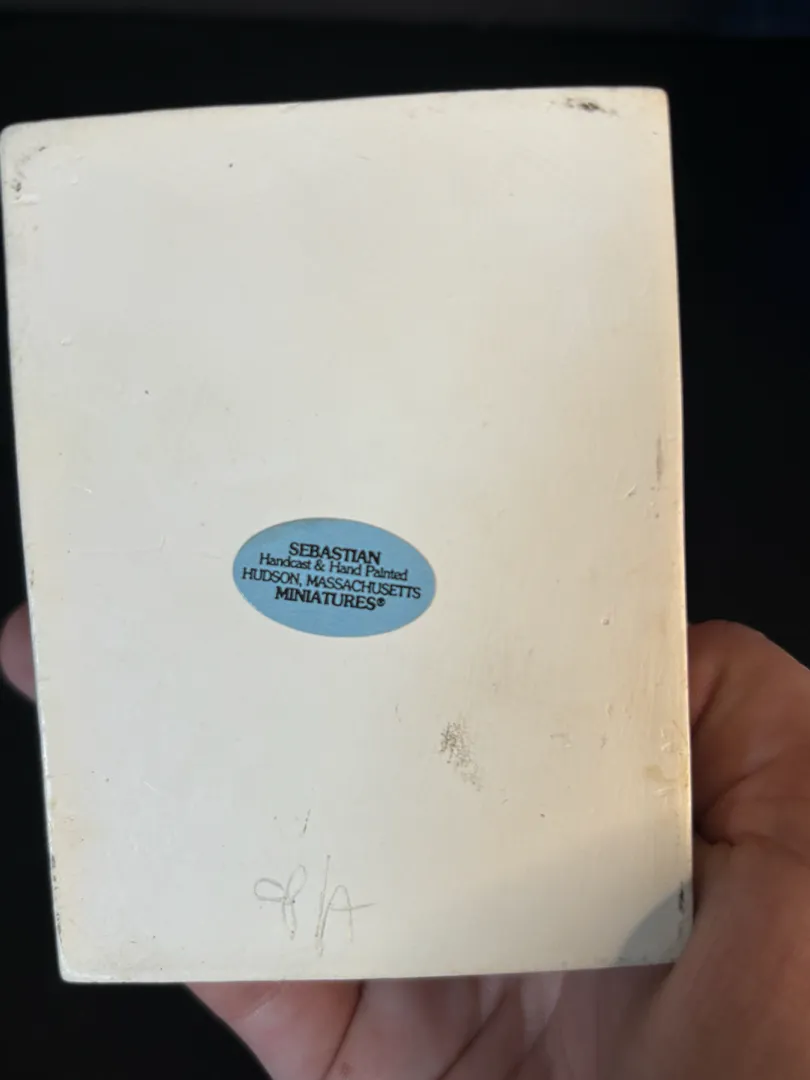 SEBASTIAN
Handcast & Hand Painted
HUDSON, MASSACHUSETTS
MINIATURES®